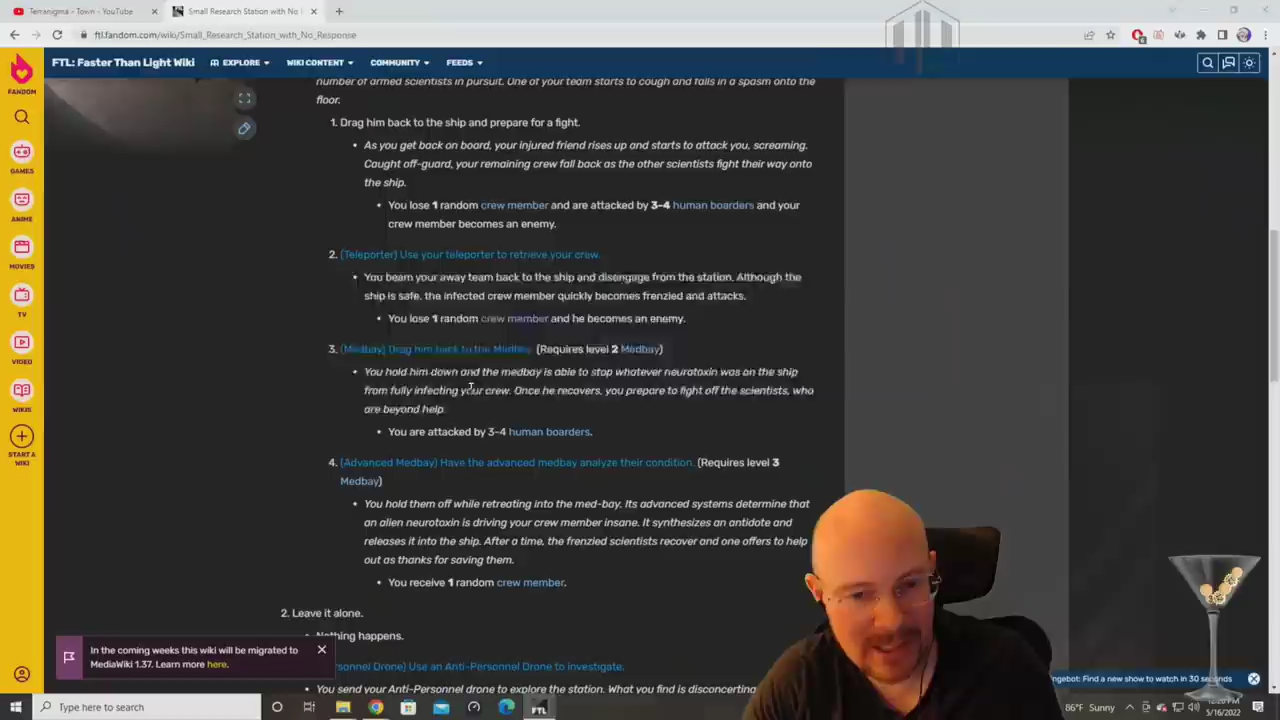 Terranigma - Town - YouTube
Small Research Station with No
ftl.fandom.com/wiki/Small_Research_Station_with_No_Response
FANDOM
GAMES
ANIME
MOVIES
TV
VIDEO
WIKIS
START A
WIKI
FTL: Faster Than Light Wiki
EXPLORE
WIKI CONTENT
COMMUNITY
FEEDS
number of armed scientists in pursuit. One of your team starts to cough and falls in a spasm onto the
floor.
1. Drag him back to the ship and prepare for a fight.
As you get back on board, your injured friend rises up and starts to attack you, screaming.
Caught off-guard, your remaining crew fall back as the other scientists fight their way onto
the ship.
You lose 1 random crew member and are attacked by 3-4 human boarders and your
crew member becomes an enemy.
2. (Teleporter) Use your teleporter to retrieve your crew.
You beam your away team back to the ship and disengage from the station. Although the
ship is safe, the infected crew member quickly becomes frenzied and attacks.
You lose 1 random crew member and he becomes an enemy.
3. (Medbay) Drag him back to the Medbay. (Requires level 2 Medbay)
You hold him down and the medbay is able to stop whatever neurotoxin was on the ship
from fully infecting your crew. Once he recovers, you prepare to fight off the scientists, who
are beyond help.
You are attacked by 3-4 human boarders.
4. (Advanced Medbay) Have the advanced medbay analyze their condition. (Requires level 3
Medbay)
You hold them off while retreating into the med-bay. Its advanced systems determine that
an alien neurotoxin is driving your crew member insane. It synthesizes an antidote and
releases it into the ship. After a time, the frenzied scientists recover and one offers to help
out as thanks for saving them.
You receive 1 random crew member.
2. Leave it alone.
Nothing happens.
rsonnel Drone) Use an Anti-Personnel Drone to investigate.
You send your Anti-Personnel drone to explore the station. What you find is disconcerting
In the coming weeks this wiki will be migrated
to MediaWiki 1.37. Learn more here.
ngebot: Find a new show to watch in 30 seconds
Type here to search
FTL
86°F Sunny
5/16/2022